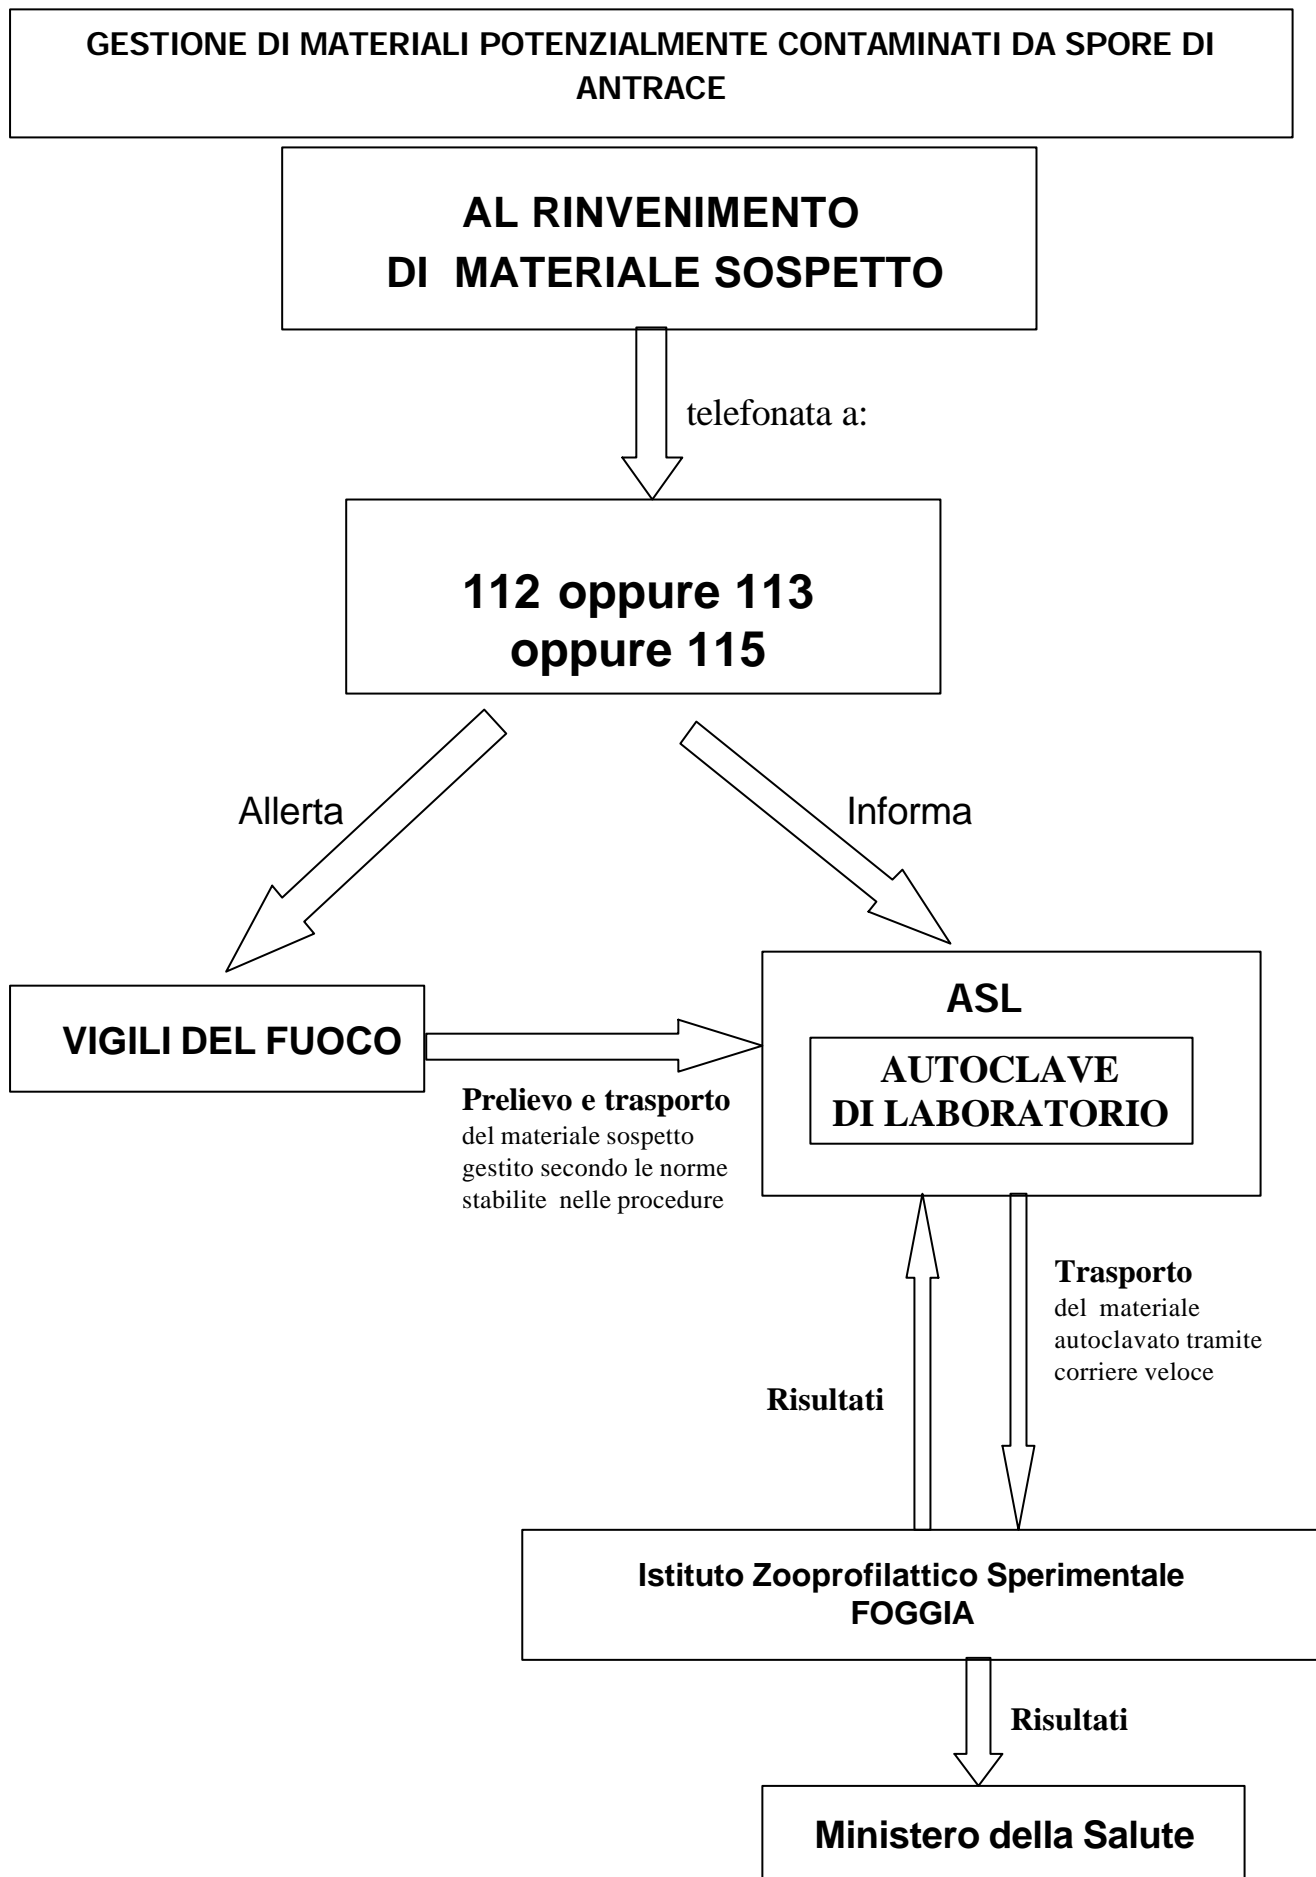 GESTIONE DI MATERIALI POTENZIALMENTE CONTAMINATI DA SPORE DI
ANTRACE
AL RINVENIMENTO
DI MATERIALE SOSPETTO
telefonata a:
112 oppure 113
oppure 115
Allerta
Informa
VIGILI DEL FUOCO
Prelievo e trasporto
del materiale sospetto
gestito secondo le norme
stabilite nelle procedure
ASL
AUTOCLAVE
DI LABORATORIO
Trasporto
del materiale
autoclavato tramite
corriere veloce
Risultati
Istituto Zooprofilattico Sperimentale
FOGGIA
Risultati
Ministero della Salute